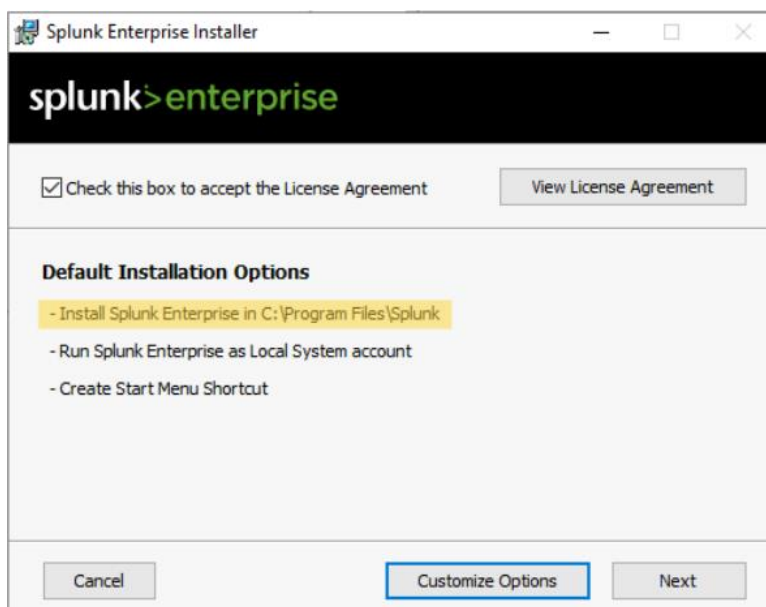 Splunk Enterprise Installer
splunk>enterprise
Check this box to accept the License Agreement
View License Agreement
Default Installation Options
- Install Splunk Enterprise in C:\Program Files\Splunk
- Run Splunk Enterprise as Local System account
- Create Start Menu Shortcut
Cancel
Customize Options
Next